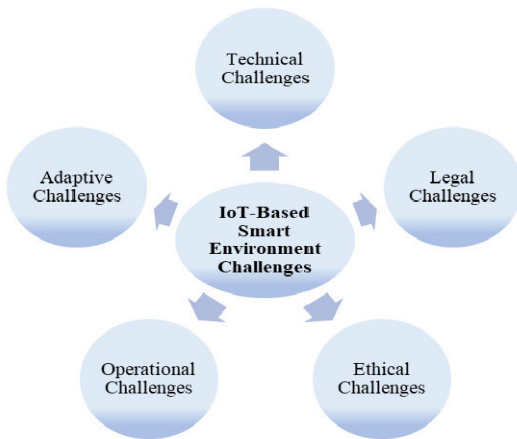 Technical
Challenges
Adaptive
Challenges
Legal
Challenges
IoT-Based
Smart
Environment
Challenges
Operational
Challenges
Ethical
Challenges